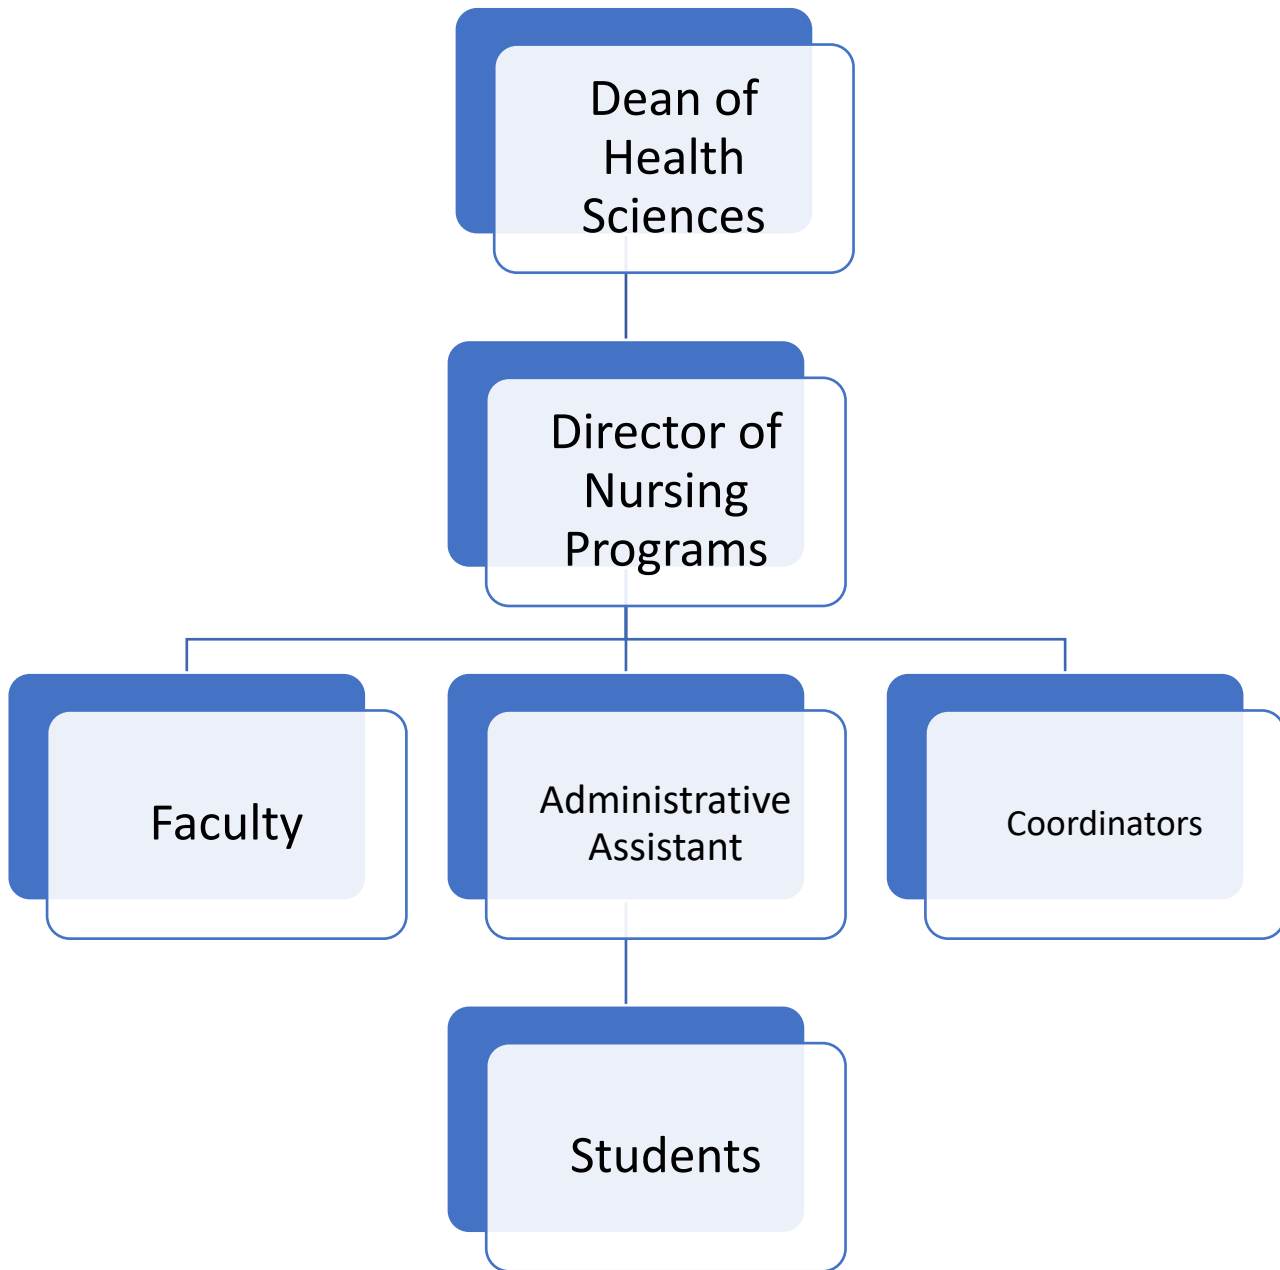 Dean of
Health
Sciences
Director of
Nursing
Programs
Faculty
Administrative
Assistant
Coordinators
Students